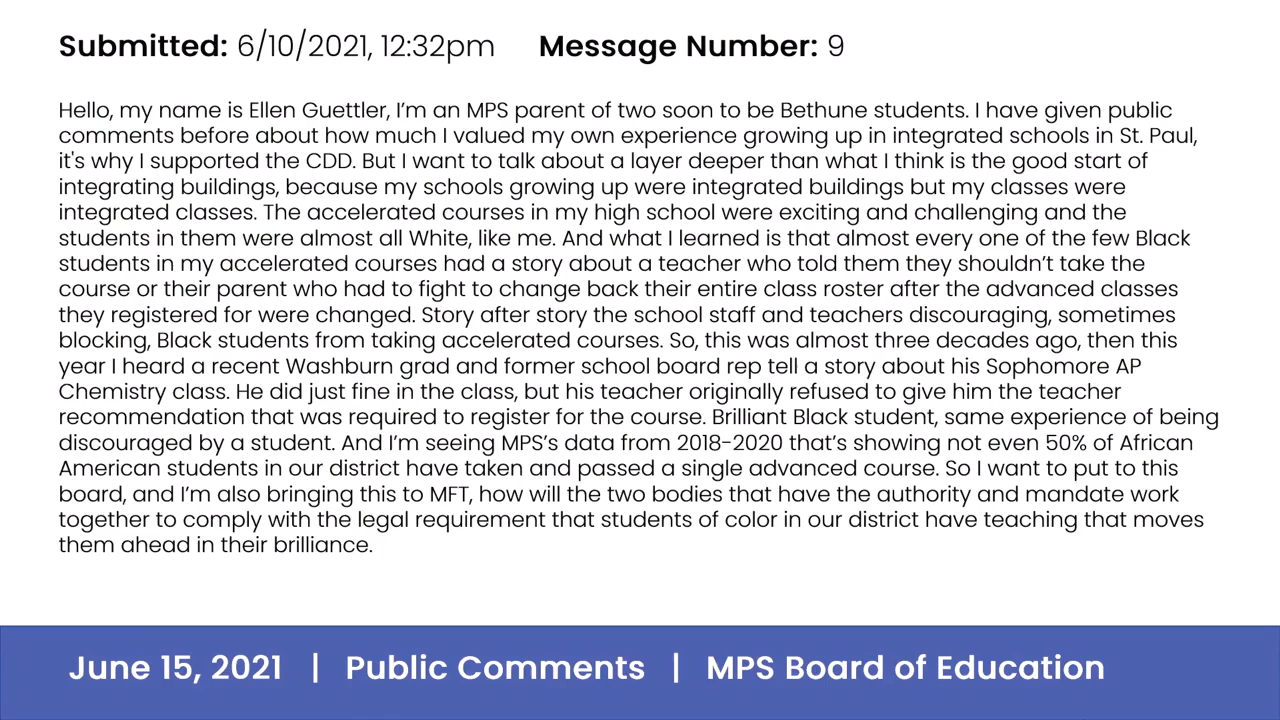 Submitted: 6/10/2021, 12:32pm Message Number: 9
Hello, my name is Ellen Guettler, I’m an MPS parent of two soon to be Bethune students. I have given public
comments before about how much I valued my own experience growing up in integrated schools in St. Paul,
it's why I supported the CDD. But I want to talk about a layer deeper than what I think is the good start of
integrating buildings, because my schools growing up were integrated buildings but my classes were
integrated classes. The accelerated courses in my high school were exciting and challenging and the
students in them were almost all White, like me. And what I learned is that almost every one of the few Black
students in my accelerated courses had a story about a teacher who told them they shouldn’t take the
course or their parent who had to fight to change back their entire class roster after the advanced classes
they registered for were changed. Story after story the school staff and teachers discouraging, sometimes
blocking, Black students from taking accelerated courses. So, this was almost three decades ago, then this
year I heard a recent Washburn grad and former school board rep tell a story about his Sophomore AP
Chemistry class. He did just fine in the class, but his teacher originally refused to give him the teacher
recommendation that was required to register for the course. Brilliant Black student, same experience of being
discouraged by a student. And I’m seeing MPS’s data from 2018-2020 that’s showing not even 50% of African
American students in our district have taken and passed a single advanced course. So I want to put to this
board, and I’m also bringing this to MFT, how will the two bodies that have the authority and mandate work
together to comply with the legal requirement that students of color in our district have teaching that moves
them ahead in their brilliance.
June 15, 2021 | Public Comments | MPS Board of Education